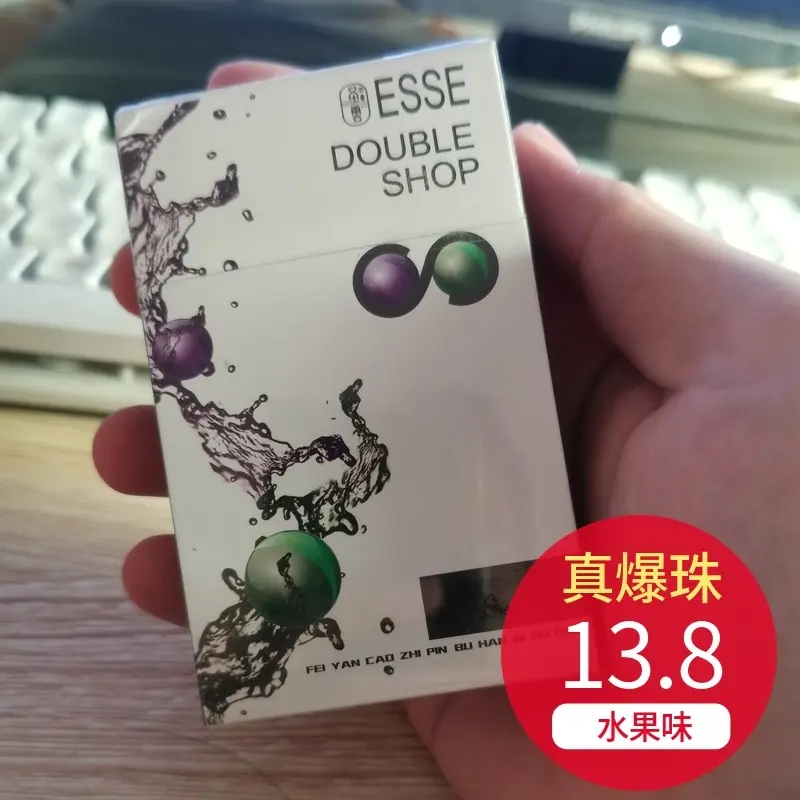 ESSE
DOUBLE
SHOP
FEI YAN CAO ZHI PIN BU HAN
真爆珠
13.8
水果味